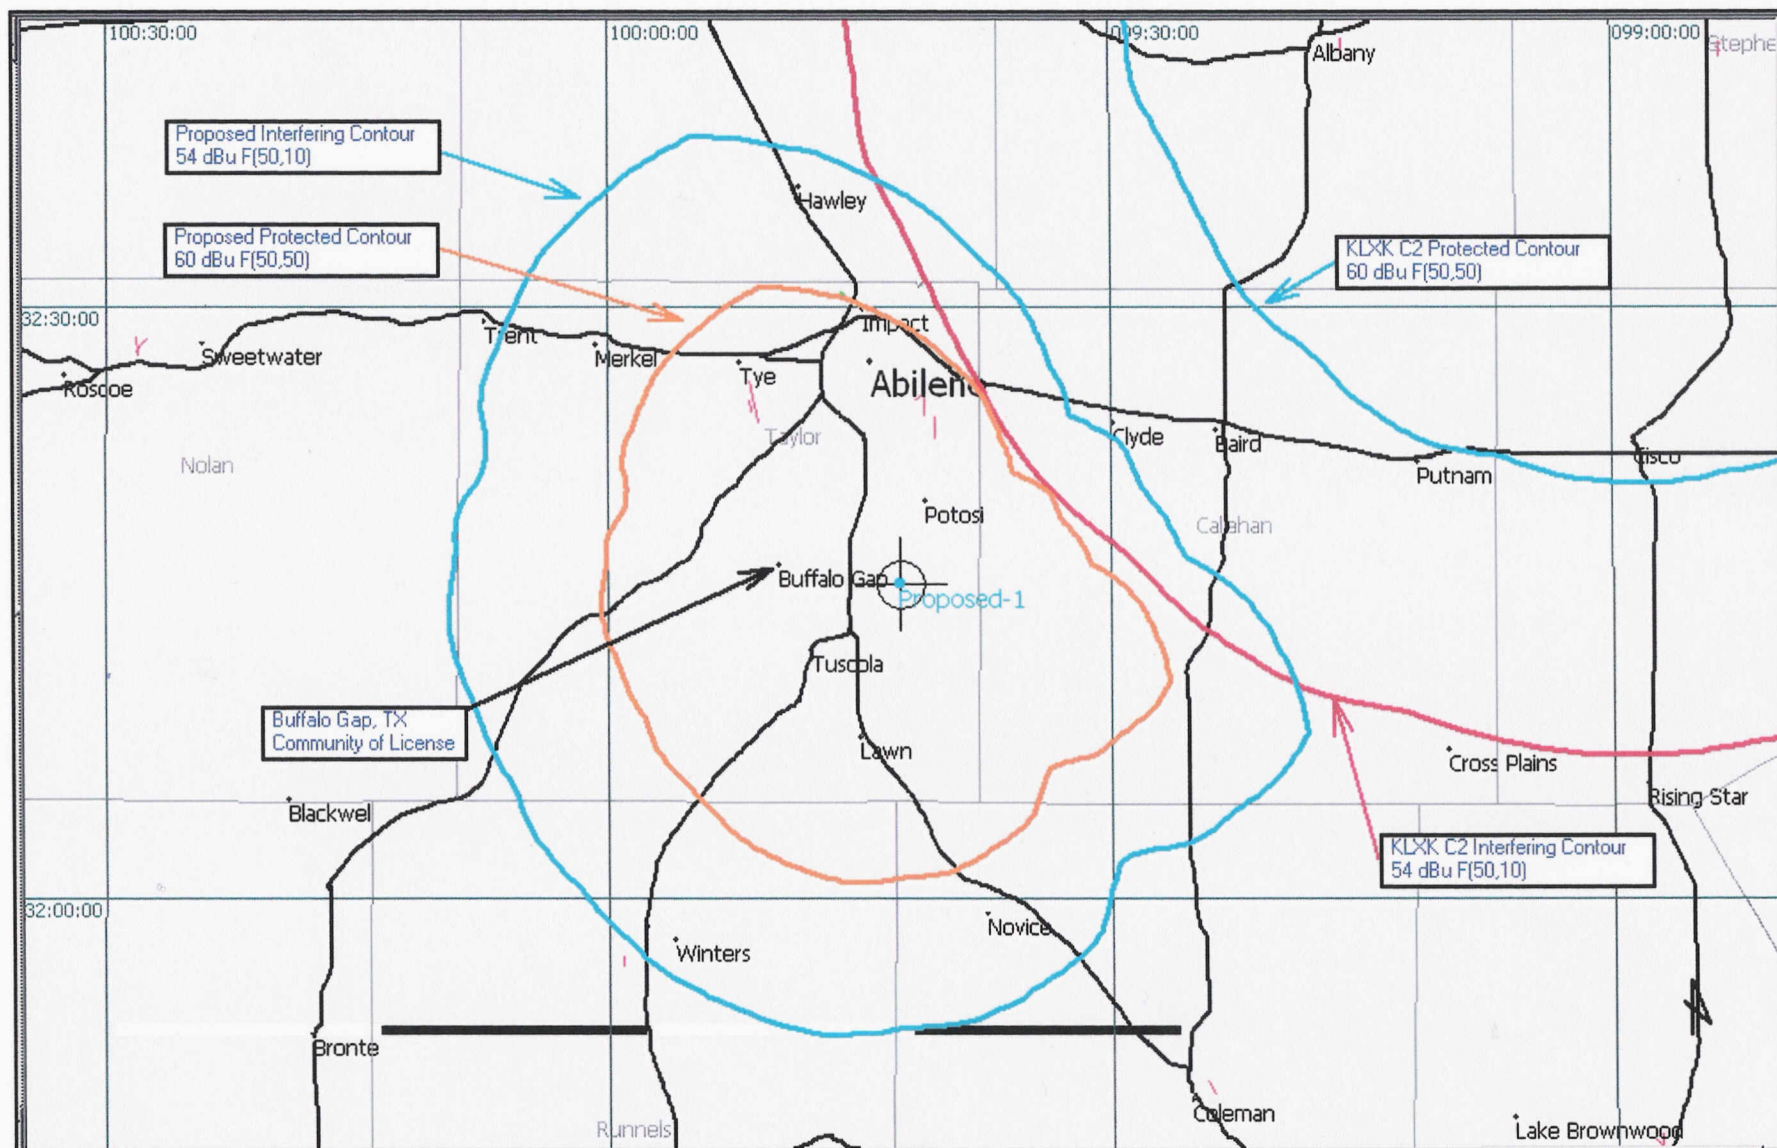 100:30:00
100:00:00
099:30:00
099:00:00
Stephe
Albany
Proposed Interfering Contour
54 dBu F(50,10)
Hawley
Proposed Protected Contour
60 dBu F(50,50)
KLXK C2 Protected Contour
60 dBu F(50,50)
32:30:00
Impact
Trent
Sweetwater
Merkel
Tye
Roscoe
Abilene
Taylor
Clyde
Baird
Nolan
Cisco
Putnam
Potosi
Calahan
Buffalo Gap
Proposed-1
Tuscola
Buffalo Gap, TX
Community of License
Lawn
Cross Plains
Blackwel
Rising Star
KLXK C2 Interfering Contour
54 dBu F(50,10)
32:00:00
Novice
Winters
Bronte
Coleman
Runnels
Lake Brownwood